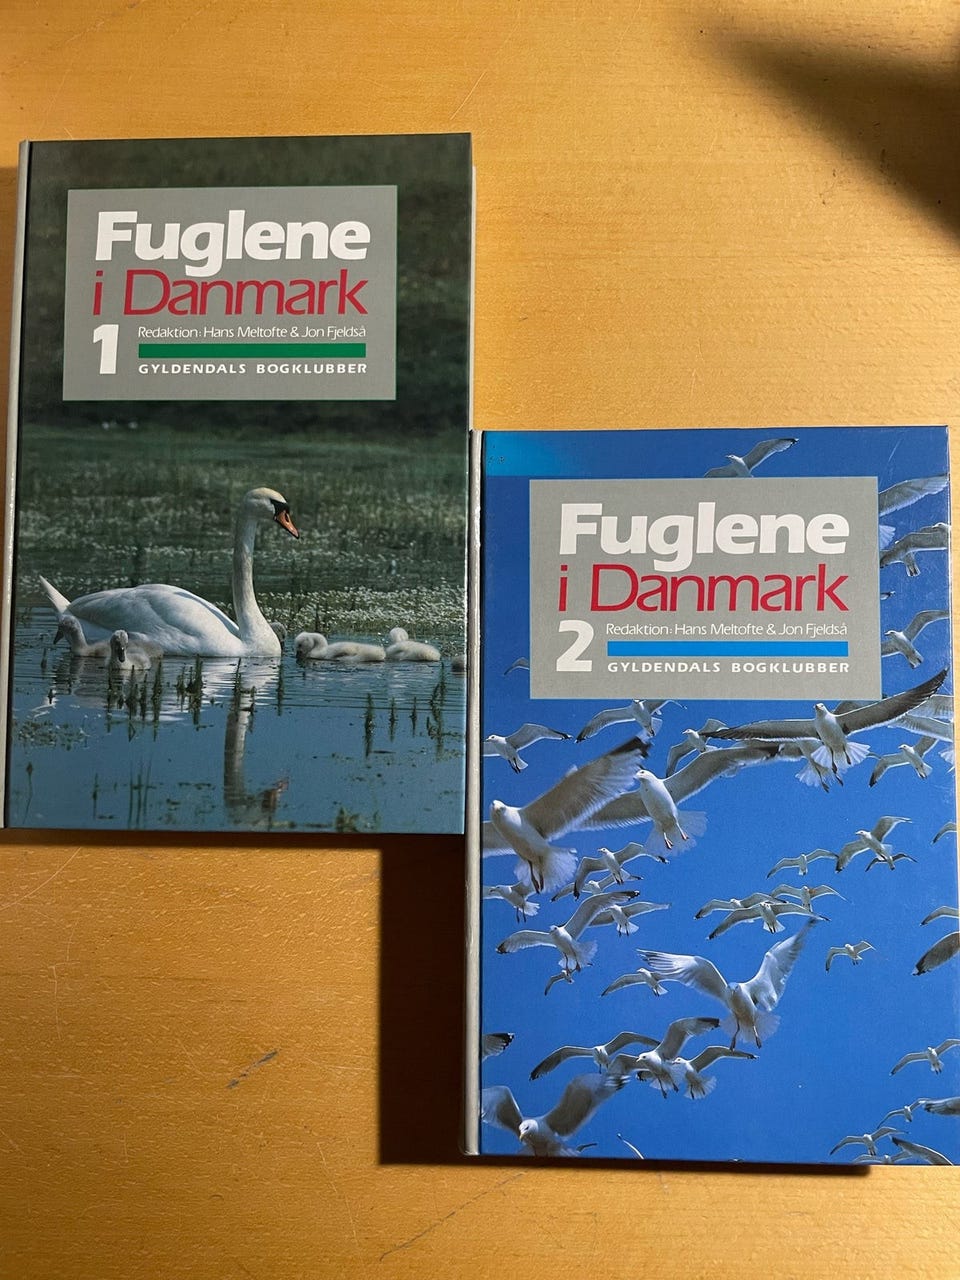 Fuglene
i Danmark
1 Redaktion: Hans Meltofte & Jon Fjeldså
GYLDENDALS BOGKLUBBER
Fuglene
i Danmark
2 Redaktion: Hans Meltofte & Jon Fjeldså
GYLDENDALS BOGKLUBBER